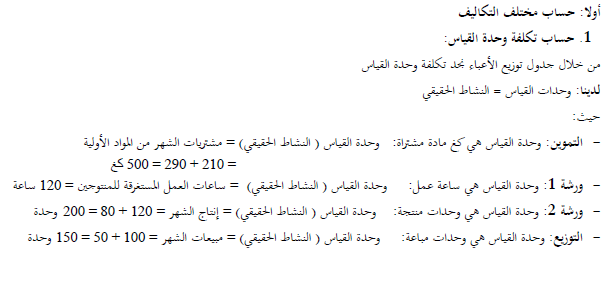 أولا: حساب مختلف التكاليف
1. حساب تكلفة وحدة القياس:
من خلال جدول توزيع الأعباء نجد تكلفة وحدة القياس
لدينا: وحدات القياس = النشاط الحقيقي
حيث:
- التموين: وحدة القياس هي كغ مادة مشتراة: وحدة القياس ( النشاط الحقيقي) = مشتريات الشهر من المواد الأولية
= 210 + 290 = 500 كغ
- ورشة 1: وحدة القياس هي ساعة عمل: وحدة القياس ( النشاط الحقيقي) = ساعات العمل المستغرقة للمنتوجين = 120 ساعة
- ورشة 2: وحدة القياس هي وحدات منتجة: وحدة القياس ( النشاط الحقيقي) = إنتاج الشهر = 120 + 80 = 200 وحدة
- التوزيع: وحدة القياس هي وحدات مباعة: وحدة القياس ( النشاط الحقيقي) = مبيعات الشهر = 100 + 50 = 150 وحدة